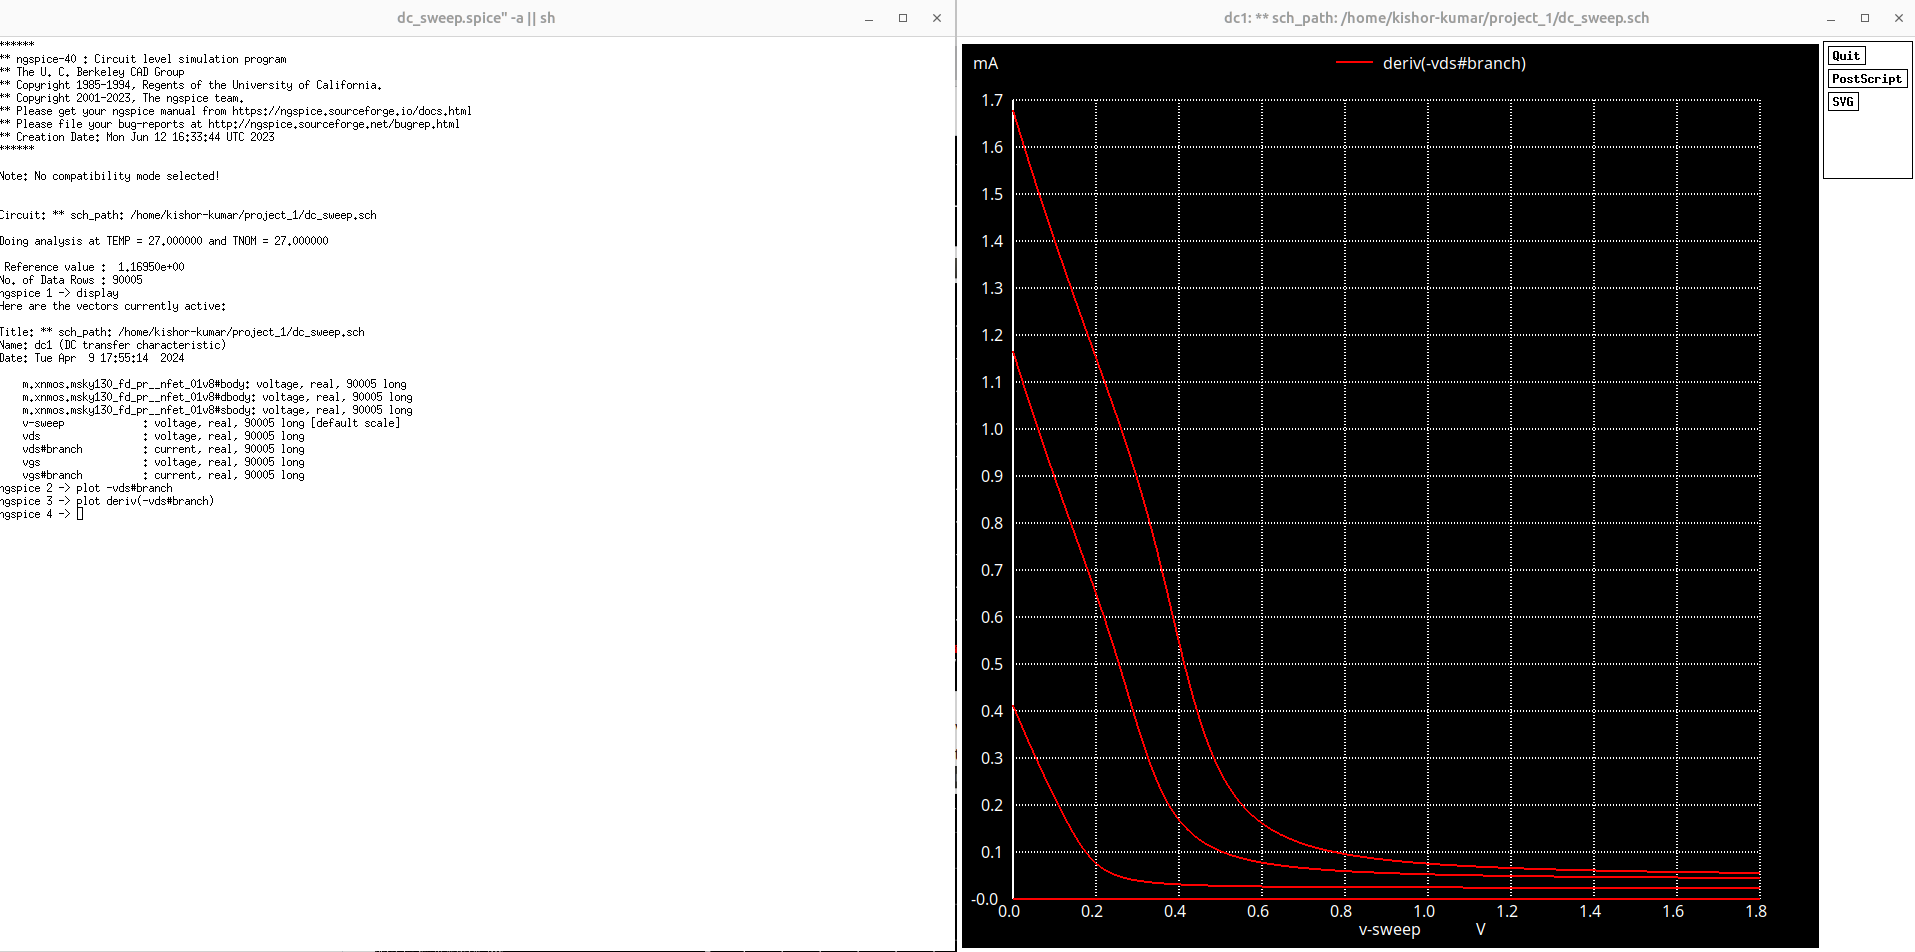 dc_sweep.spice" -a || sh
******
** ngspice-40 : Circuit level simulation program
** The U. C. Berkeley CAD Group
** Copyright 1985-1994, Regents of the University of California.
** Copyright 2001-2023, The ngspice team.
** Please get your ngspice manual from https://ngspice.sourceforge.io/docs.html
** Please file your bug-reports at http://ngspice.sourceforge.net/bugrep.html
** Creation Date: Mon Jun 12 16:33:44 UTC 2023
******
Note: No compatibility mode selected!
Circuit: ** sch_path: /home/kishor-kumar/project_1/dc_sweep.sch
Doing analysis at TEMP = 27.000000 and TNOM = 27.000000
Reference value :  1.16950e+00
No. of Data Rows : 90005
ngspice 1 -> display
Here are the vectors currently active:
Title: ** sch_path: /home/kishor-kumar/project_1/dc_sweep.sch
Name: dc1 (DC transfer characteristic)
Date: Tue Apr  9 17:55:14  2024
m.xnmos.msky130_fd_pr__nfet_01v8#body: voltage, real, 90005 long
m.xnmos.msky130_fd_pr__nfet_01v8#dbody: voltage, real, 90005 long
m.xnmos.msky130_fd_pr__nfet_01v8#sbody: voltage, real, 90005 long
v-sweep : voltage, real, 90005 long [default scale]
vds : voltage, real, 90005 long
vds#branch : current, real, 90005 long
vgs : voltage, real, 90005 long
vgs#branch : current, real, 90005 long
ngspice 2 -> plot -vds#branch
ngspice 3 -> plot deriv(-vds#branch)
ngspice 4 ->
dc1: ** sch_path: /home/kishor-kumar/project_1/dc_sweep.sch
mA
deriv(-vds#branch)
Quit
PostScript
SVG
1.7
1.6
1.5
1.4
1.3
1.2
1.1
1.0
0.9
0.8
0.7
0.6
0.5
0.4
0.3
0.2
0.1
-0.0
0.0 0.2 0.4 0.6 0.8 1.0 1.2 1.4 1.6 1.8
v-sweep V